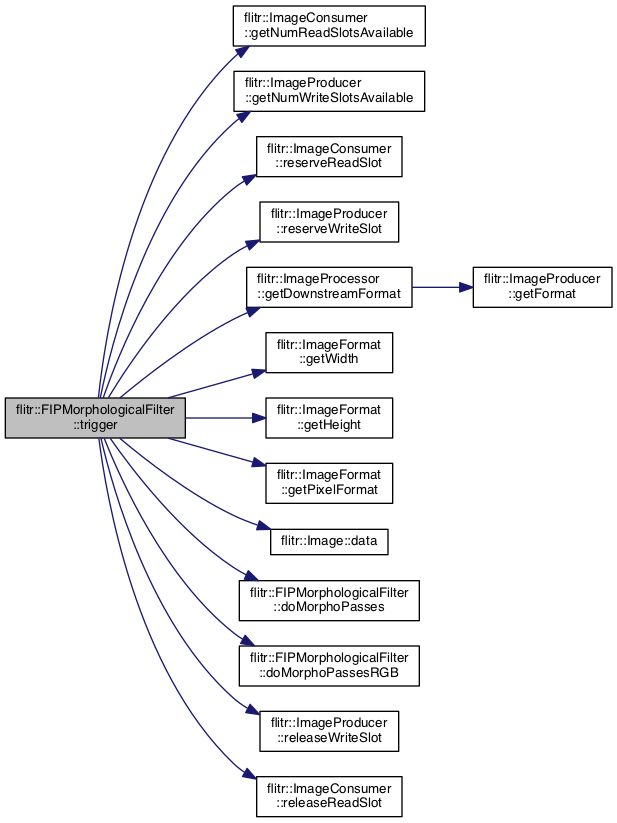 flitr::ImageConsumer
::getNumReadSlotsAvailable
flitr::ImageProducer
::getNumWriteSlotsAvailable
flitr::ImageConsumer
::reserveReadSlot
flitr::ImageProducer
::reserveWriteSlot
flitr::ImageProcessor
::getDownstreamFormat
flitr::ImageProducer
::getFormat
flitr::ImageFormat
::getWidth
flitr::FIPMorphologicalFilter
::trigger
flitr::ImageFormat
::getHeight
flitr::ImageFormat
::getPixelFormat
flitr::Image::data
flitr::FIPMorphologicalFilter
::doMorphoPasses
flitr::FIPMorphologicalFilter
::doMorphoPassesRGB
flitr::ImageProducer
::releaseWriteSlot
flitr::ImageConsumer
::releaseReadSlot